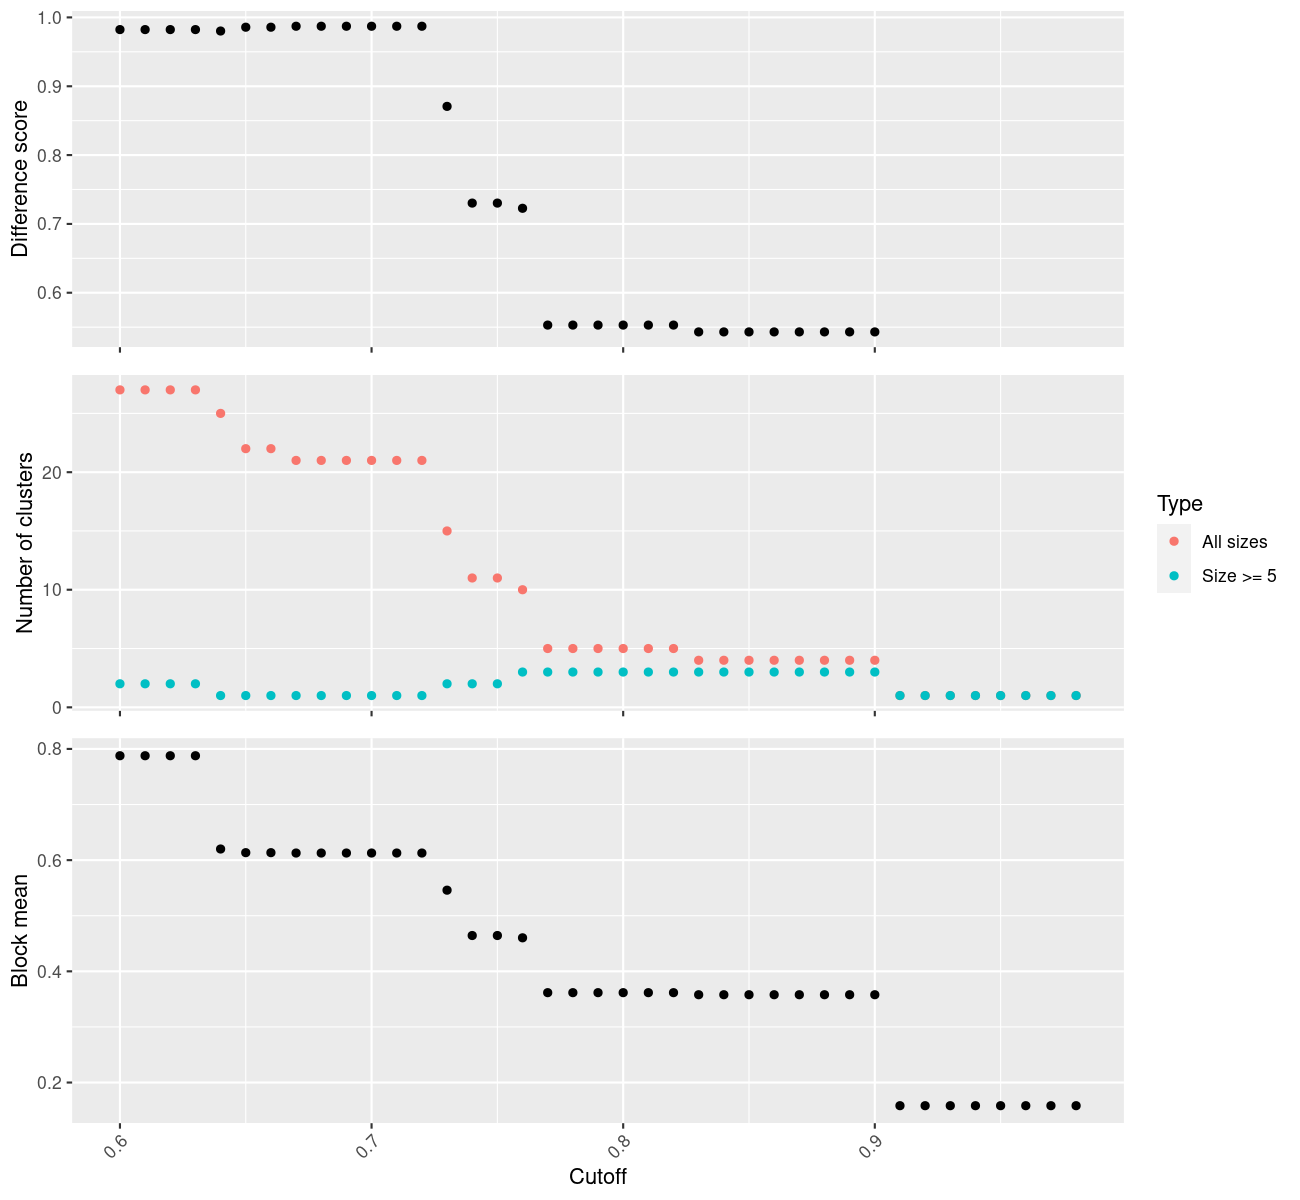 Difference score
1.0
0.9
0.8
0.7
0.6
Number of clusters
20
10
0
Type
All sizes
Size >= 5
Block mean
0.8
0.6
0.4
0.2
0.6
0.7
0.8
0.9
Cutoff